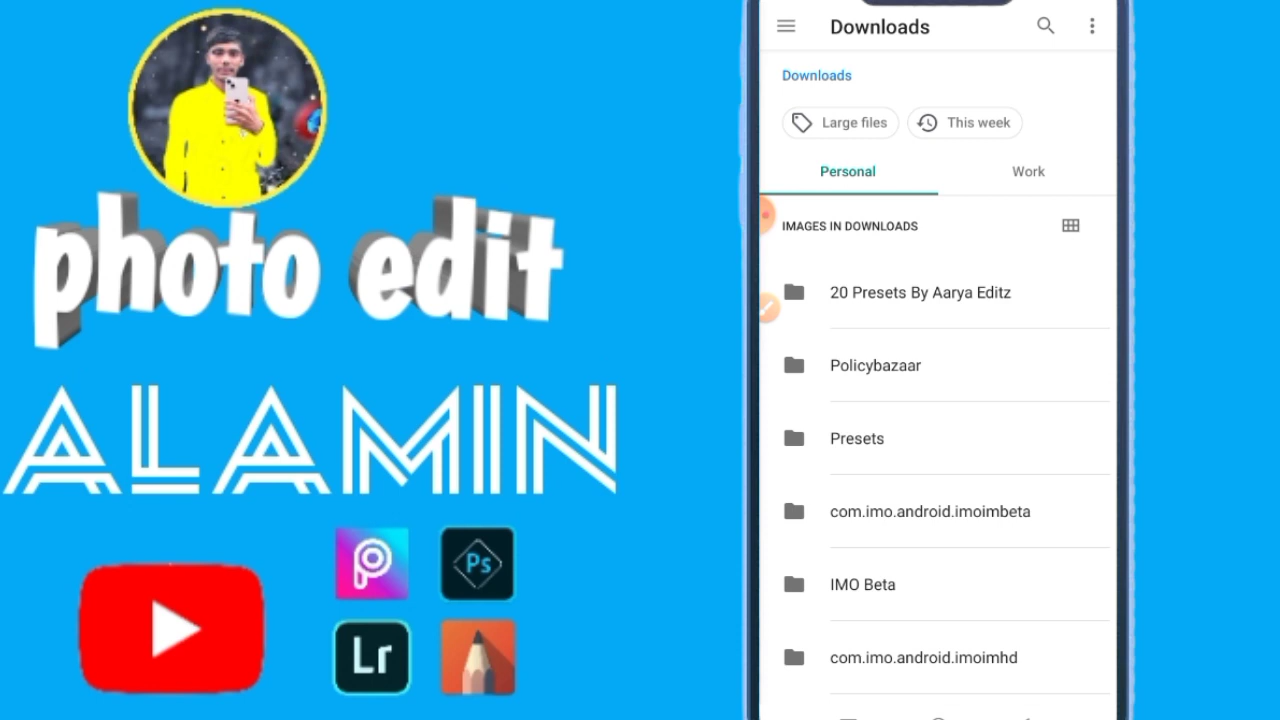 photo edit
ALAMIN
Ps
Lr
Downloads
Downloads
Large files
This week
Personal
Work
IMAGES IN DOWNLOADS
20 Presets By Aarya Editz
Policybazaar
Presets
com.imo.android.imoimbeta
IMO Beta
com.imo.android.imoimhd